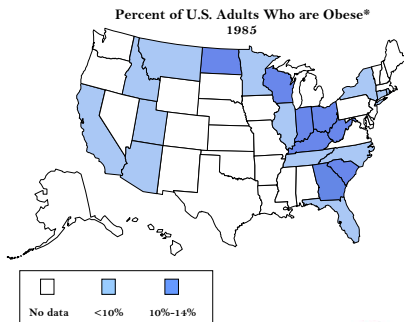 Percent of U.S. Adults Who are Obese*
1985
No data <10% 10%-14%